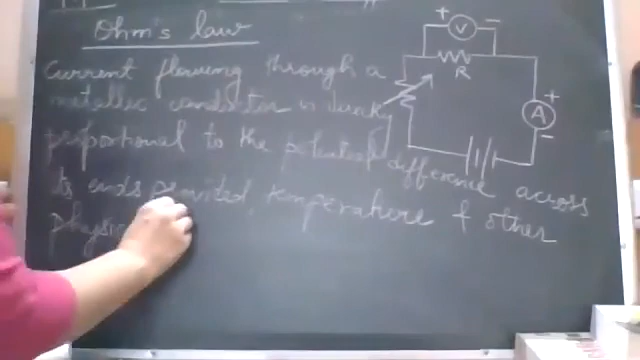 Ohm's law
Current flowing through a
metallic conductor is directly
proportional to the potential difference across
its ends provided, temperature & other
physic
+ V -
R
+
A
-